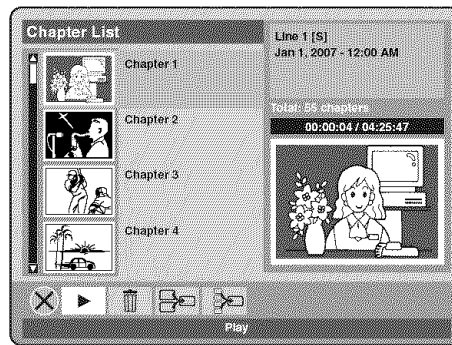 Chapter List
Line 1 [S]
Jan 1, 2007 - 12:00 AM
Chapter 1
Total: 55 chapters
00:00:04 / 04:25:47
Chapter 2
Chapter 3
Chapter 4
Play